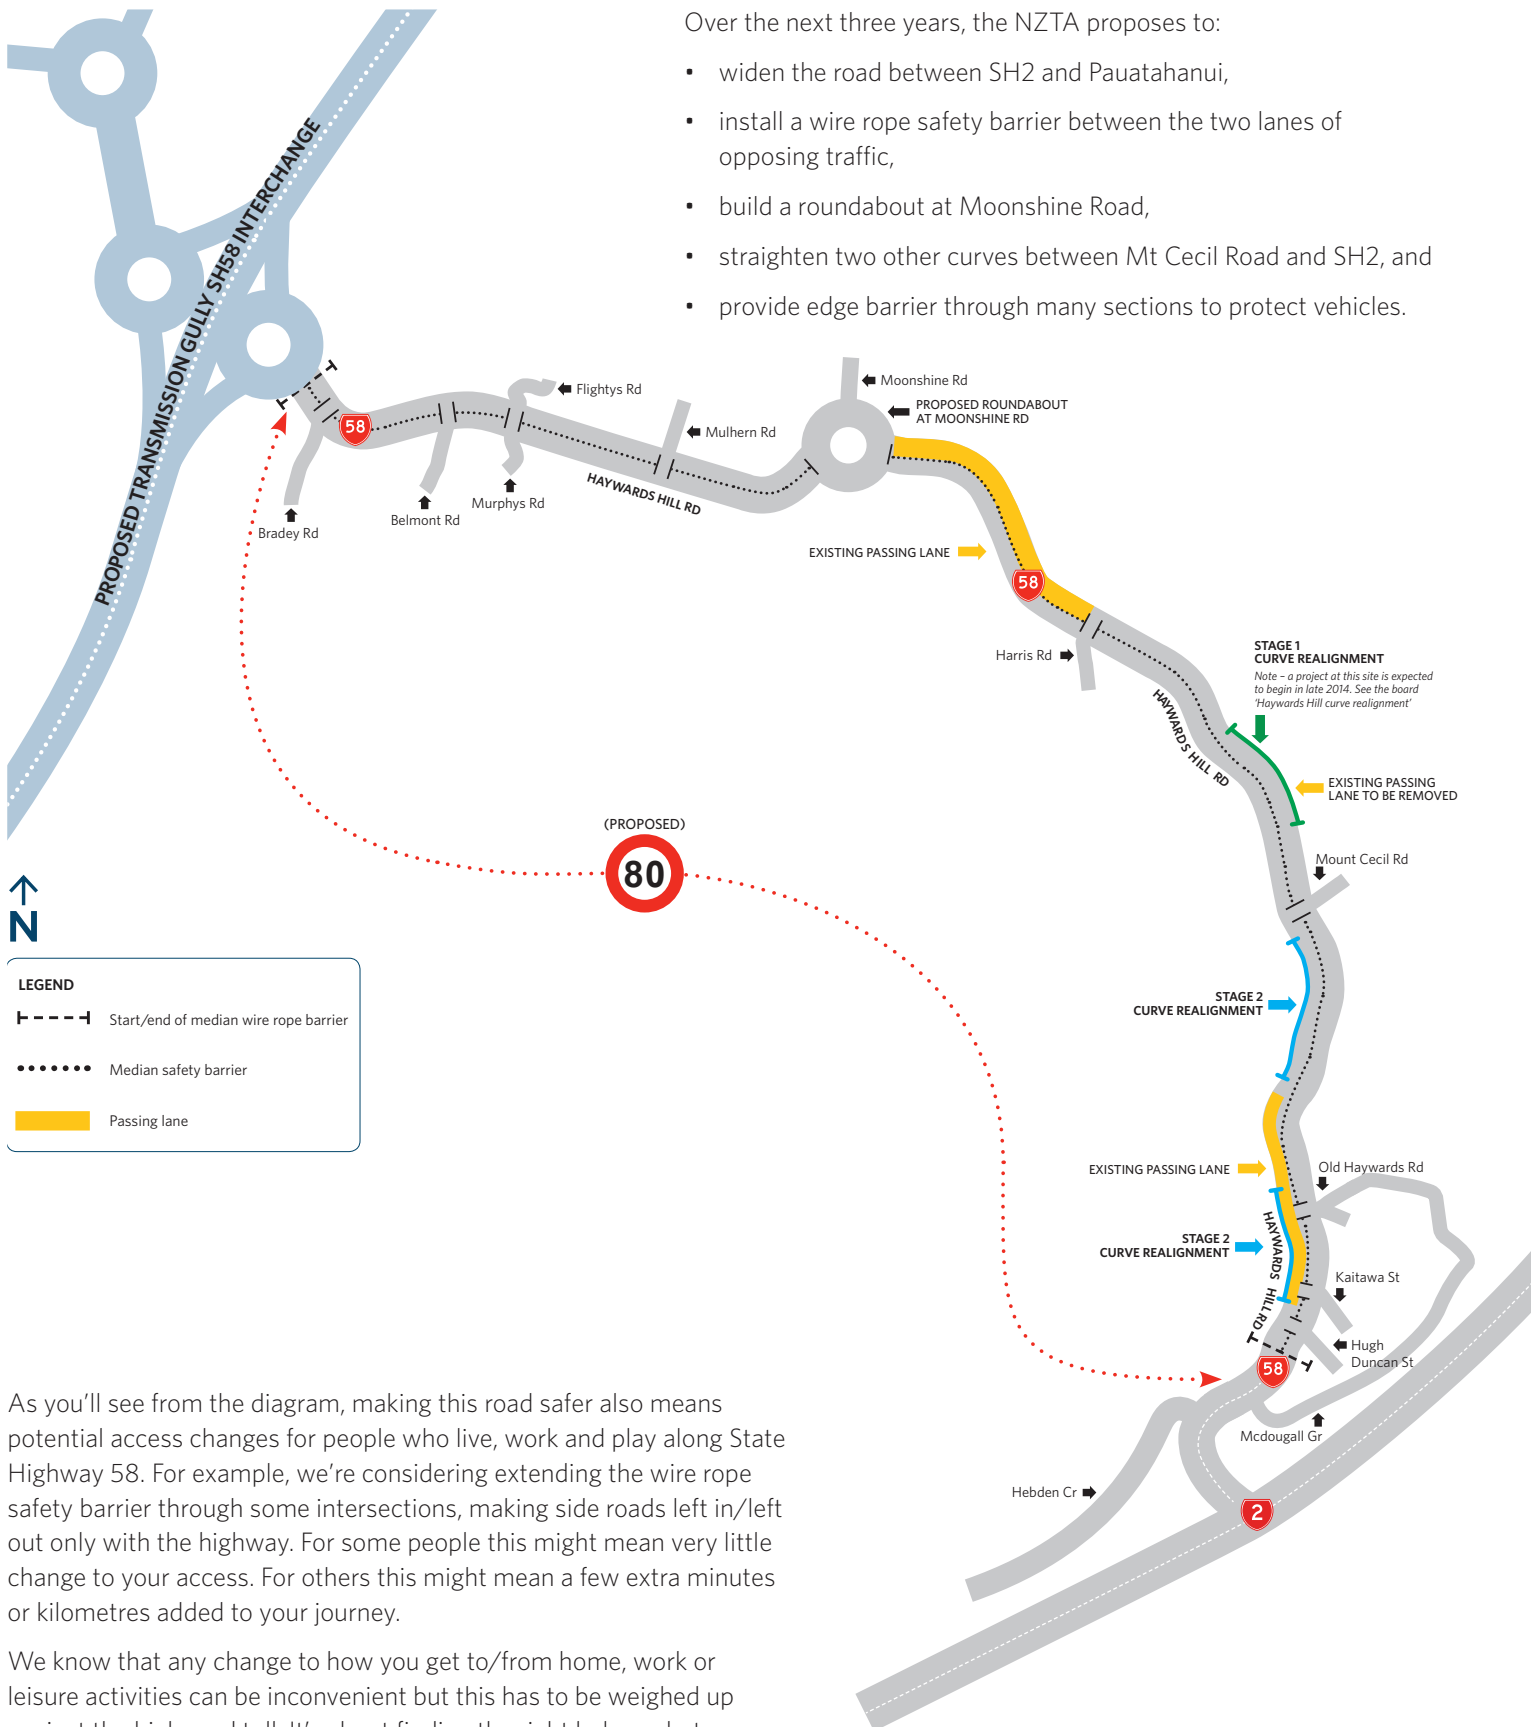 Over the next three years, the NZTA proposes to:
• widen the road between SH2 and Pauatahanui,
• install a wire rope safety barrier between the two lanes of
opposing traffic,
• build a roundabout at Moonshine Road,
• straighten two other curves between Mt Cecil Road and SH2, and
• provide edge barrier through many sections to protect vehicles.
PROPOSED TRANSMISSION GULLY SH58 INTERCHANGE
Flightys Rd
Moonshine Rd
PROPOSED ROUNDABOUT
AT MOONSHINE RD
58
Mulhern Rd
HAYWARDS HILL RD
Murphys Rd
Belmont Rd
Bradey Rd
EXISTING PASSING LANE
58
Harris Rd
STAGE 1
CURVE REALIGNMENT
Note – a project at this site is expected
to begin in late 2014. See the board
‘Haywards Hill curve realignment’
HAYWARDS HILL RD
EXISTING PASSING
LANE TO BE REMOVED
(PROPOSED)
80
Mount Cecil Rd
N
LEGEND
Start/end of median wire rope barrier
Median safety barrier
Passing lane
STAGE 2
CURVE REALIGNMENT
EXISTING PASSING LANE
Old Haywards Rd
STAGE 2
CURVE REALIGNMENT
HAYWARDS HILL RD
Kaitawa St
Hugh
Duncan St
58
Mcdougall Gr
Hebden Cr
2
As you’ll see from the diagram, making this road safer also means
potential access changes for people who live, work and play along State
Highway 58. For example, we’re considering extending the wire rope
safety barrier through some intersections, making side roads left in/left
out only with the highway. For some people this might mean very little
change to your access. For others this might mean a few extra minutes
or kilometres added to your journey.
We know that any change to how you get to/from home, work or
leisure activities can be inconvenient but this has to be weighed up